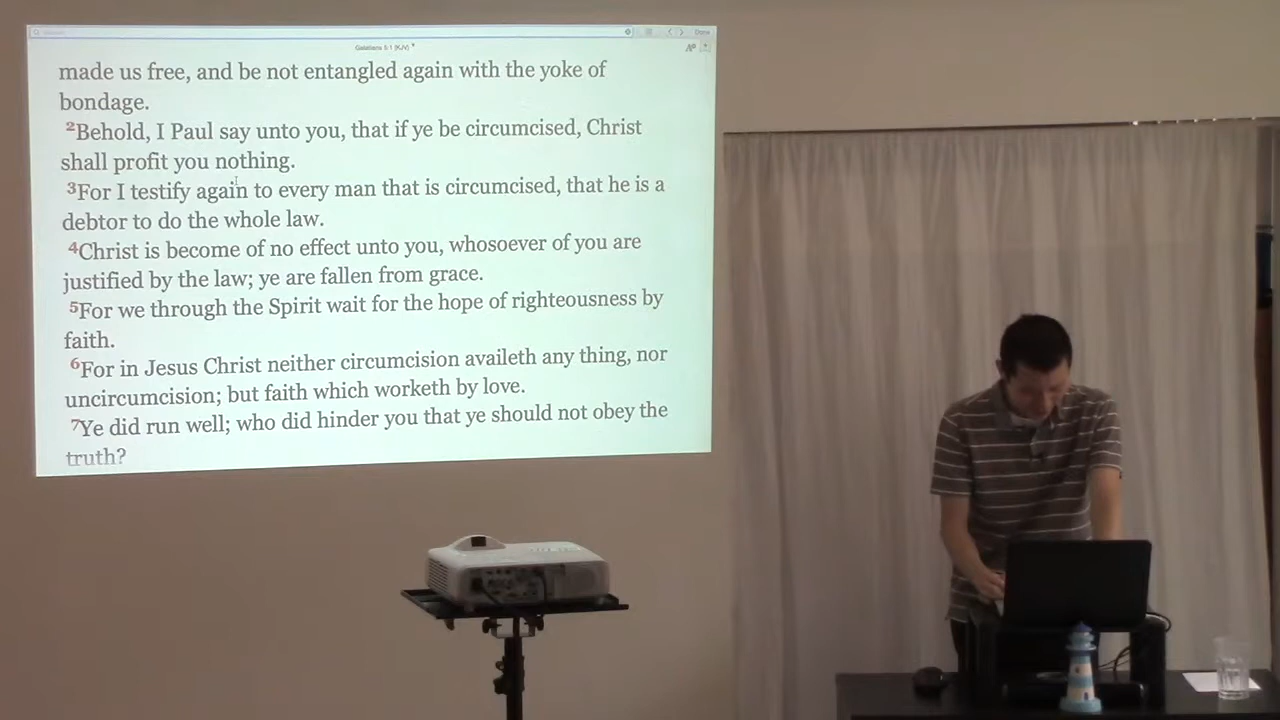 Done
Galatians 5:1 (KJV)
made us free, and be not entangled again with the yoke of
bondage.
2Behold, I Paul say unto you, that if ye be circumcised, Christ
shall profit you nothing.
3For I testify again to every man that is circumcised, that he is a
debtor to do the whole law.
4Christ is become of no effect unto you, whosoever of you are
justified by the law; ye are fallen from grace.
5For we through the Spirit wait for the hope of righteousness by
faith.
6For in Jesus Christ neither circumcision availeth any thing, nor
uncircumcision; but faith which worketh by love.
7Ye did run well; who did hinder you that ye should not obey the
truth?